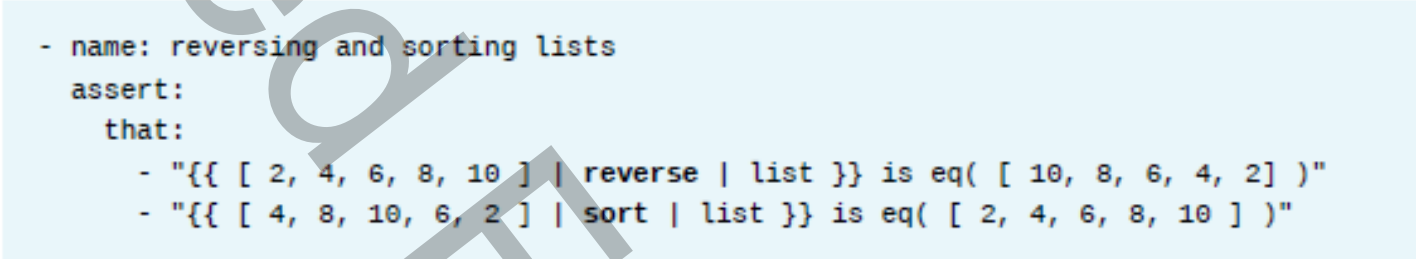 - name: reversing and sorting lists
  assert:
    that:
      - "{{ [ 2, 4, 6, 8, 10 ] | reverse | list }} is eq( [ 10, 8, 6, 4, 2] )"
      - "{{ [ 4, 8, 10, 6, 2 ] | sort | list }} is eq( [ 2, 4, 6, 8, 10 ] )"